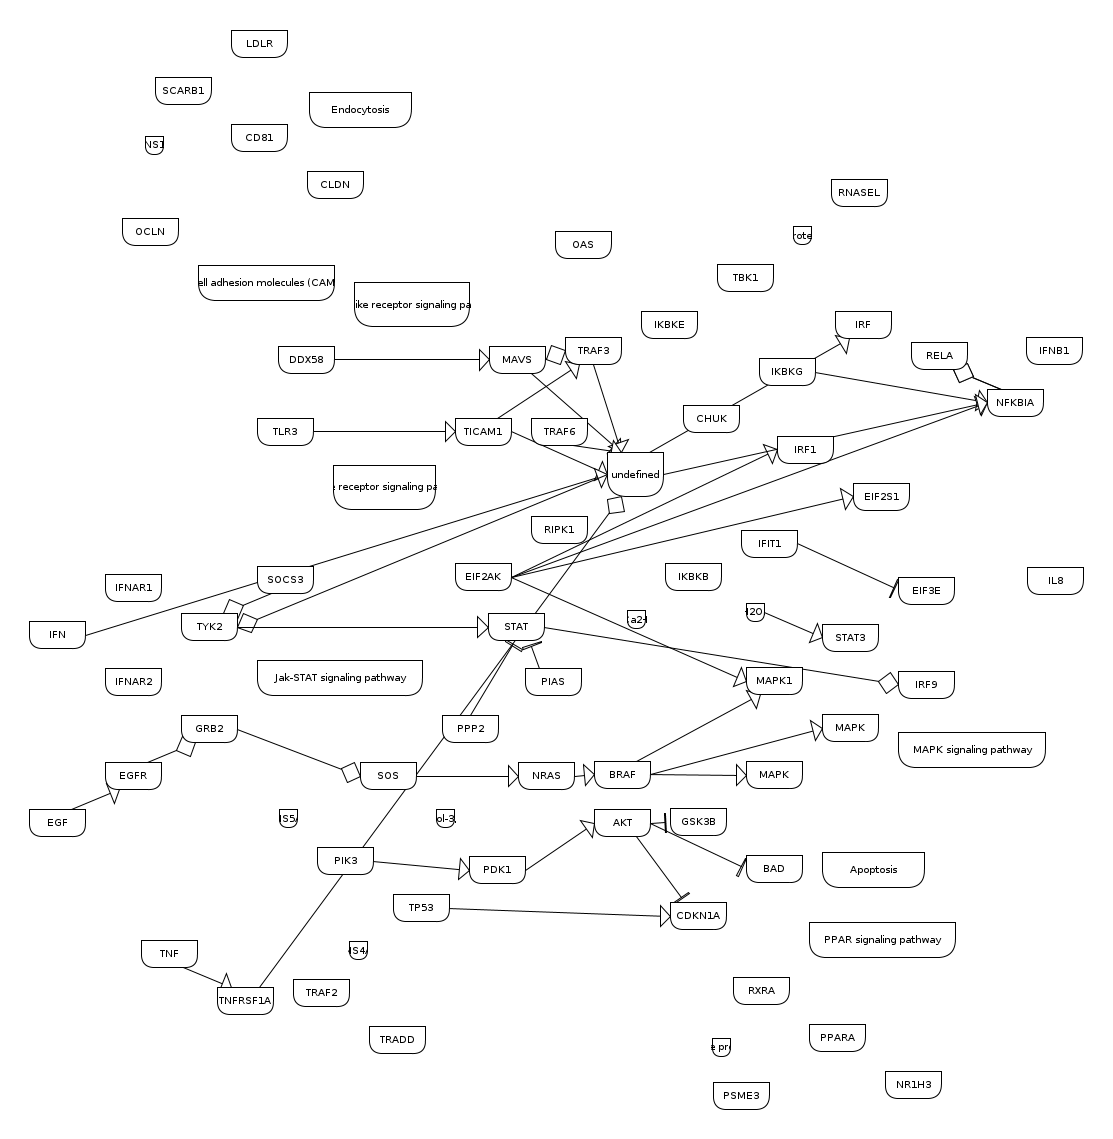 LDLR
SCARB1
Endocytosis
CD81
NS1
CLDN
RNASEL
OCLN
rote
OAS
TBK1
ell adhesion molecules (CAM
ike receptor signaling pa
IKBKE
IRF
TRAF3
IFNB1
RELA
DDX58
MAVS
IKBKG
NFKBIA
CHUK
TLR3
TICAM1
TRAF6
IRF1
undefined
receptor signaling pa
EIF2S1
RIPK1
IFIT1
SOCS3
EIF2AK
IKBKB
IL8
IFNAR1
EIF3E
I20
a2
IFN
TYK2
STAT
STAT3
Jak-STAT signaling pathway
IFNAR2
PIAS
MAPK1
IRF9
GRB2
PPP2
MAPK
MAPK signaling pathway
EGFR
SOS
NRAS
BRAF
MAPK
EGF
IS5
ol-3,
AKT
GSK3B
PIK3
PDK1
BAD
Apoptosis
TP53
CDKN1A
PPAR signaling pathway
TNF
IS4
TRAF2
RXRA
TNFRSF1A
TRADD
PPARA
e pr
NR1H3
PSME3